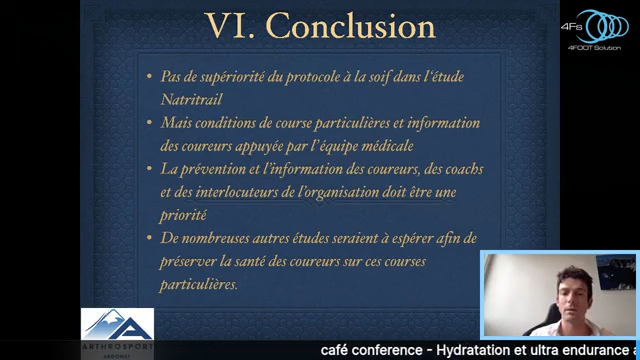 VI. Conclusion
4Fs
4FOOT Solution
• Pas de supériorité du protocole à la soif dans l'étude
Natritrail
• Mais conditions de course particulières et information
des coureurs appuyée par l'équipe médicale
• La prévention et l'information des coureurs, des coachs
et des interlocuteurs de l'organisation doit être une
priorité
• De nombreuses autres études seraient à espérer afin de
préserver la santé des coureurs sur ces courses
particulières.
ARTHROSPORT
ARGONAY
café conference - Hydratation et ultra endurance a